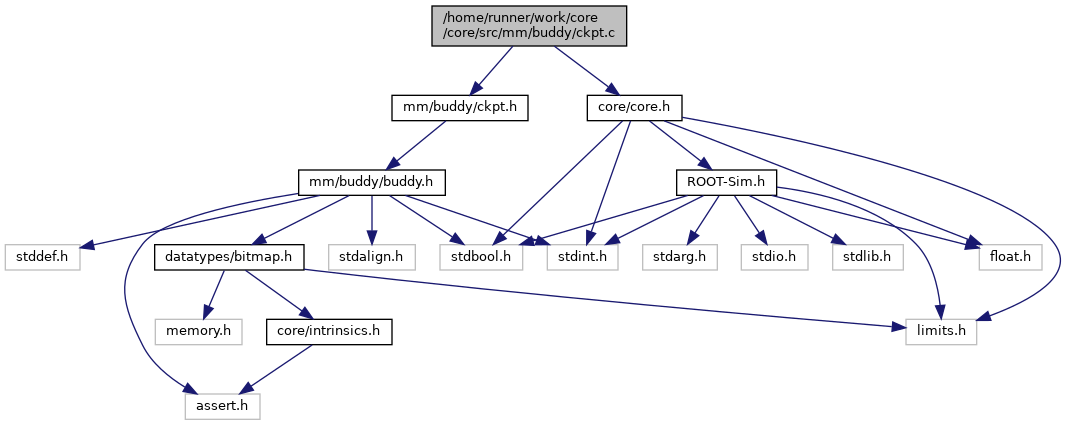 /home/runner/work/core
/core/src/mm/buddy/ckpt.c
mm/buddy/ckpt.h
core/core.h
mm/buddy/buddy.h
ROOT-Sim.h
stddef.h
datatypes/bitmap.h
stdalign.h
stdbool.h
stdint.h
stdarg.h
stdio.h
stdlib.h
float.h
memory.h
core/intrinsics.h
limits.h
assert.h